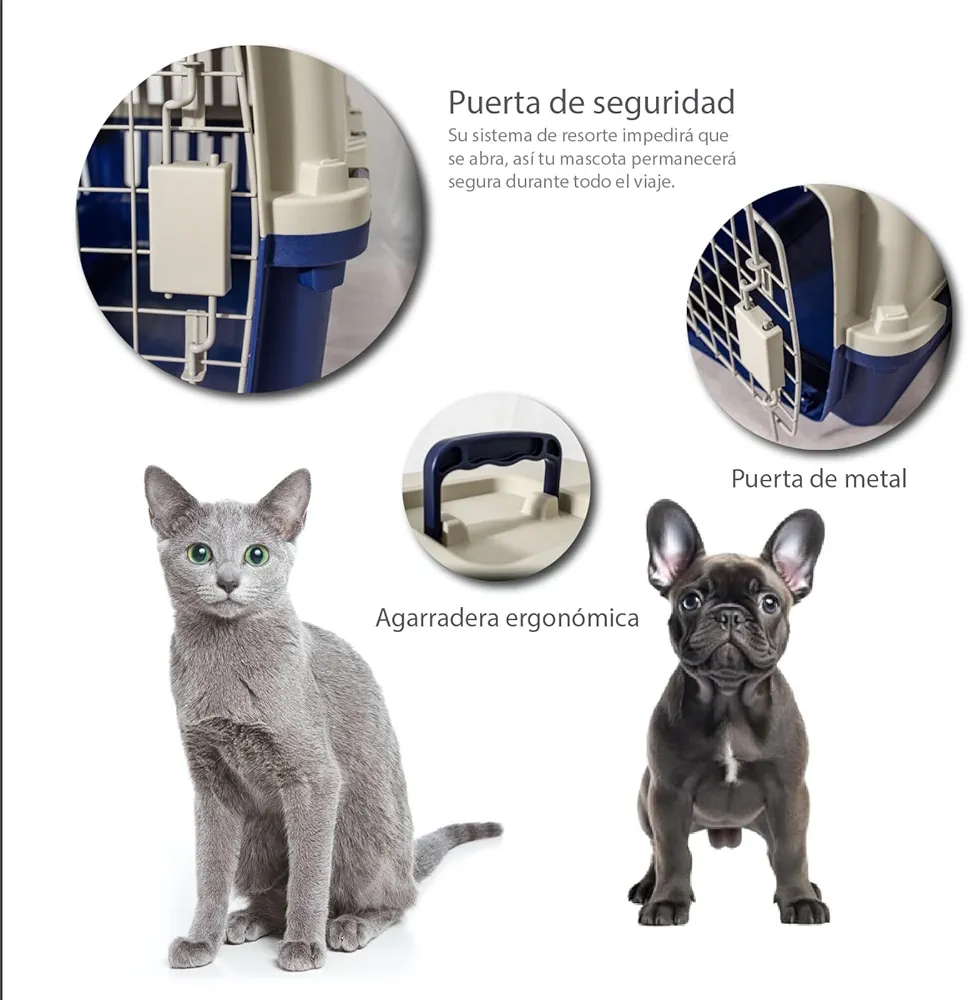 Puerta de seguridad
Su sistema de resorte impedirá que
se abra, así tu mascota permanecerá
segura durante todo el viaje.
Puerta de metal
Agarradera ergonómica